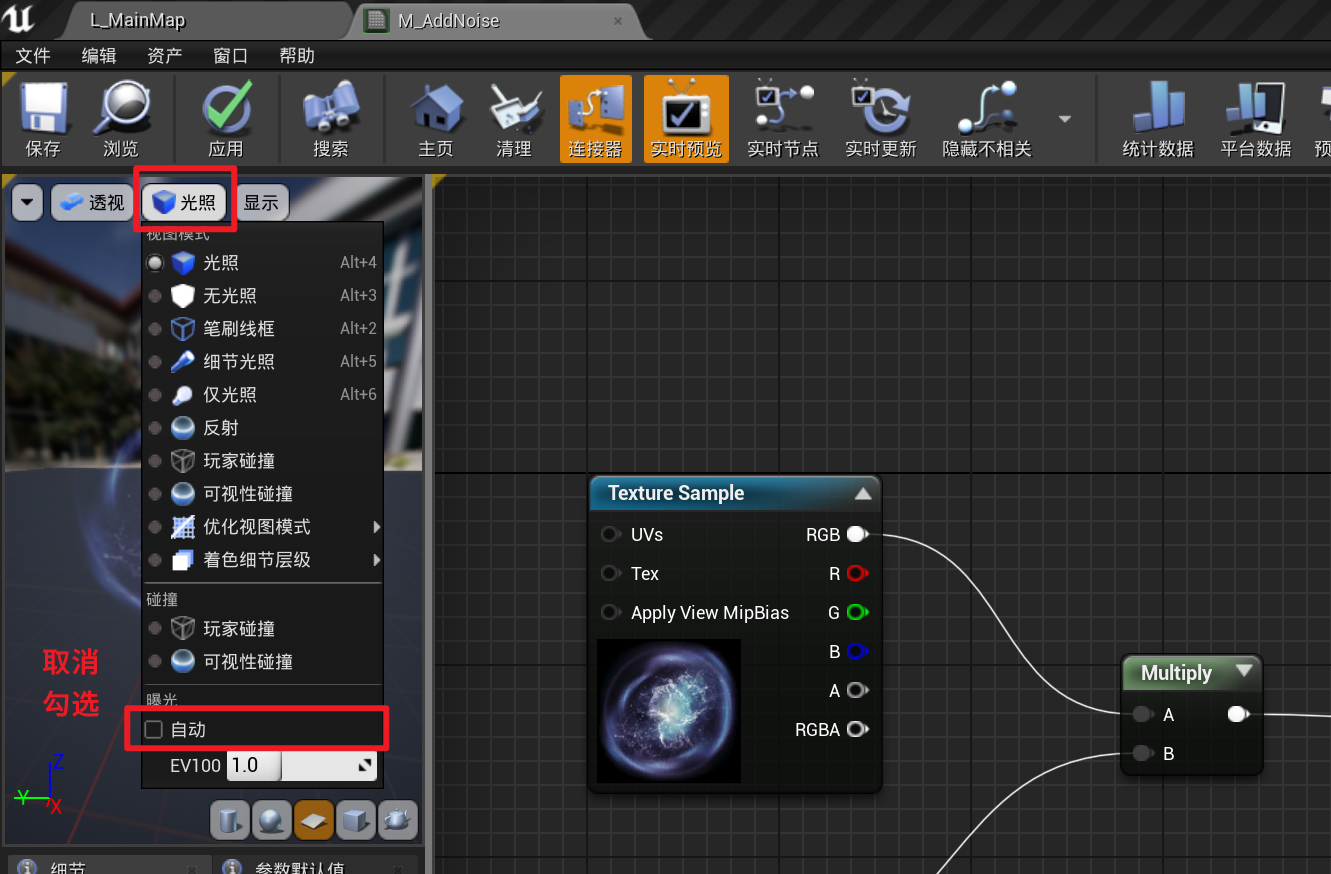 L_MainMap
M_AddNoise
文件 编辑 资产 窗口 帮助
保存 浏览 应用 搜索 主页 清理 连接器 实时预览 实时节点 实时更新 隐藏不相关 统计数据 平台数据 预
透视 光照 显示
视图模式
光照 Alt+4
无光照 Alt+3
笔刷线框 Alt+2
细节光照 Alt+5
仅光照 Alt+6
反射
玩家碰撞
可视性碰撞
优化视图模式
着色细节层级
碰撞
玩家碰撞
可视性碰撞
曝光
自动
EV100 1.0
取消
勾选
Z
Y
X
细节 参数默认值
Texture Sample
UVs RGB
Tex R
Apply View MipBias G
B
A
RGBA
Multiply
A
B